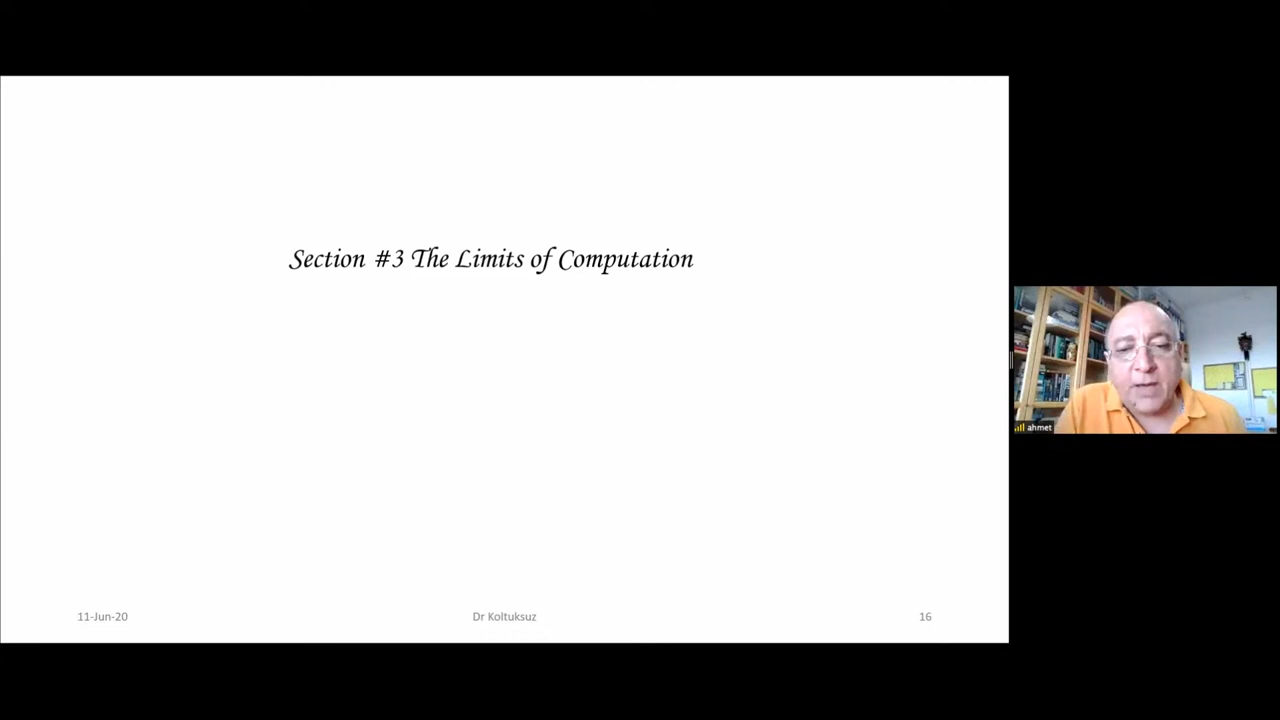 Section #3 The Limits of Computation
11-Jun-20
Dr Koltuksuz
16
ahmet